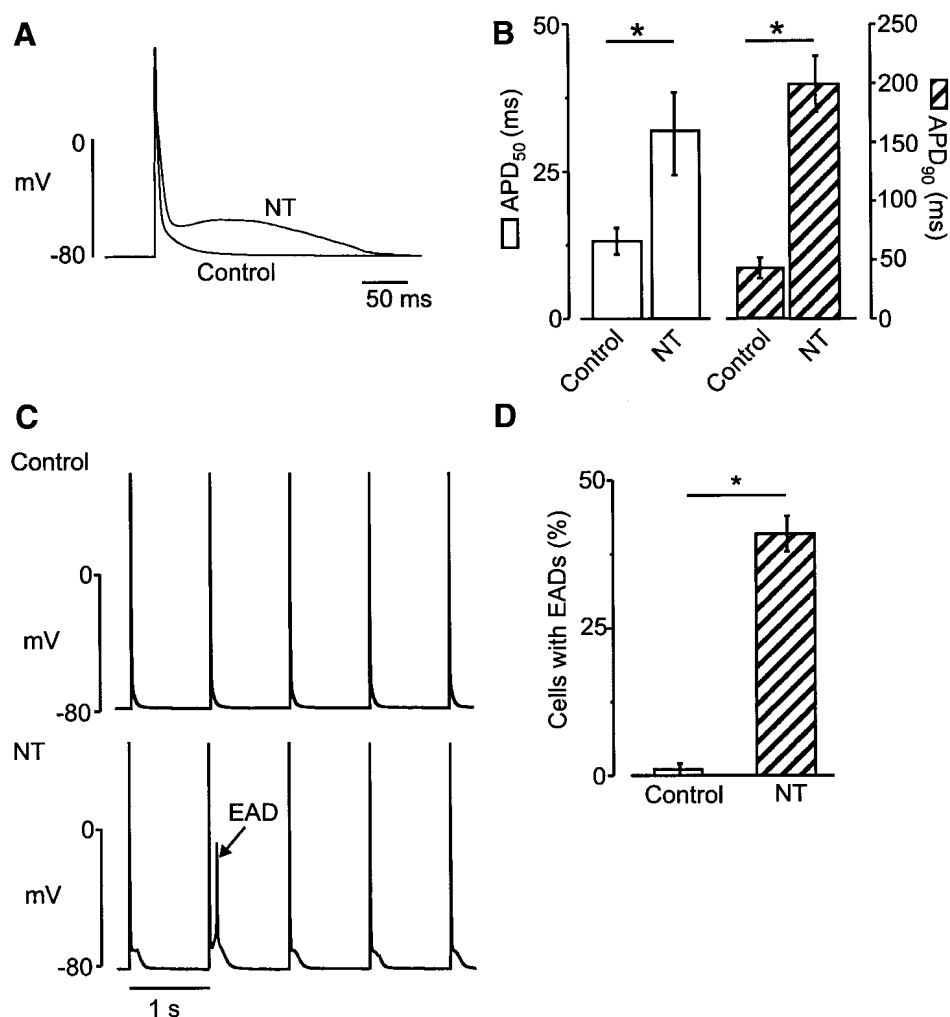 A
0
mV
-80
NT
Control
50 ms
B
50
25
0
APD50 (ms)
*
*
250
200
150
100
50
0
APD90 (ms)
Control
NT
Control
NT
C
Control
0
mV
-80
NT
EAD
0
mV
-80
1 s
D
50
25
0
Cells with EADs (%)
*
Control
NT